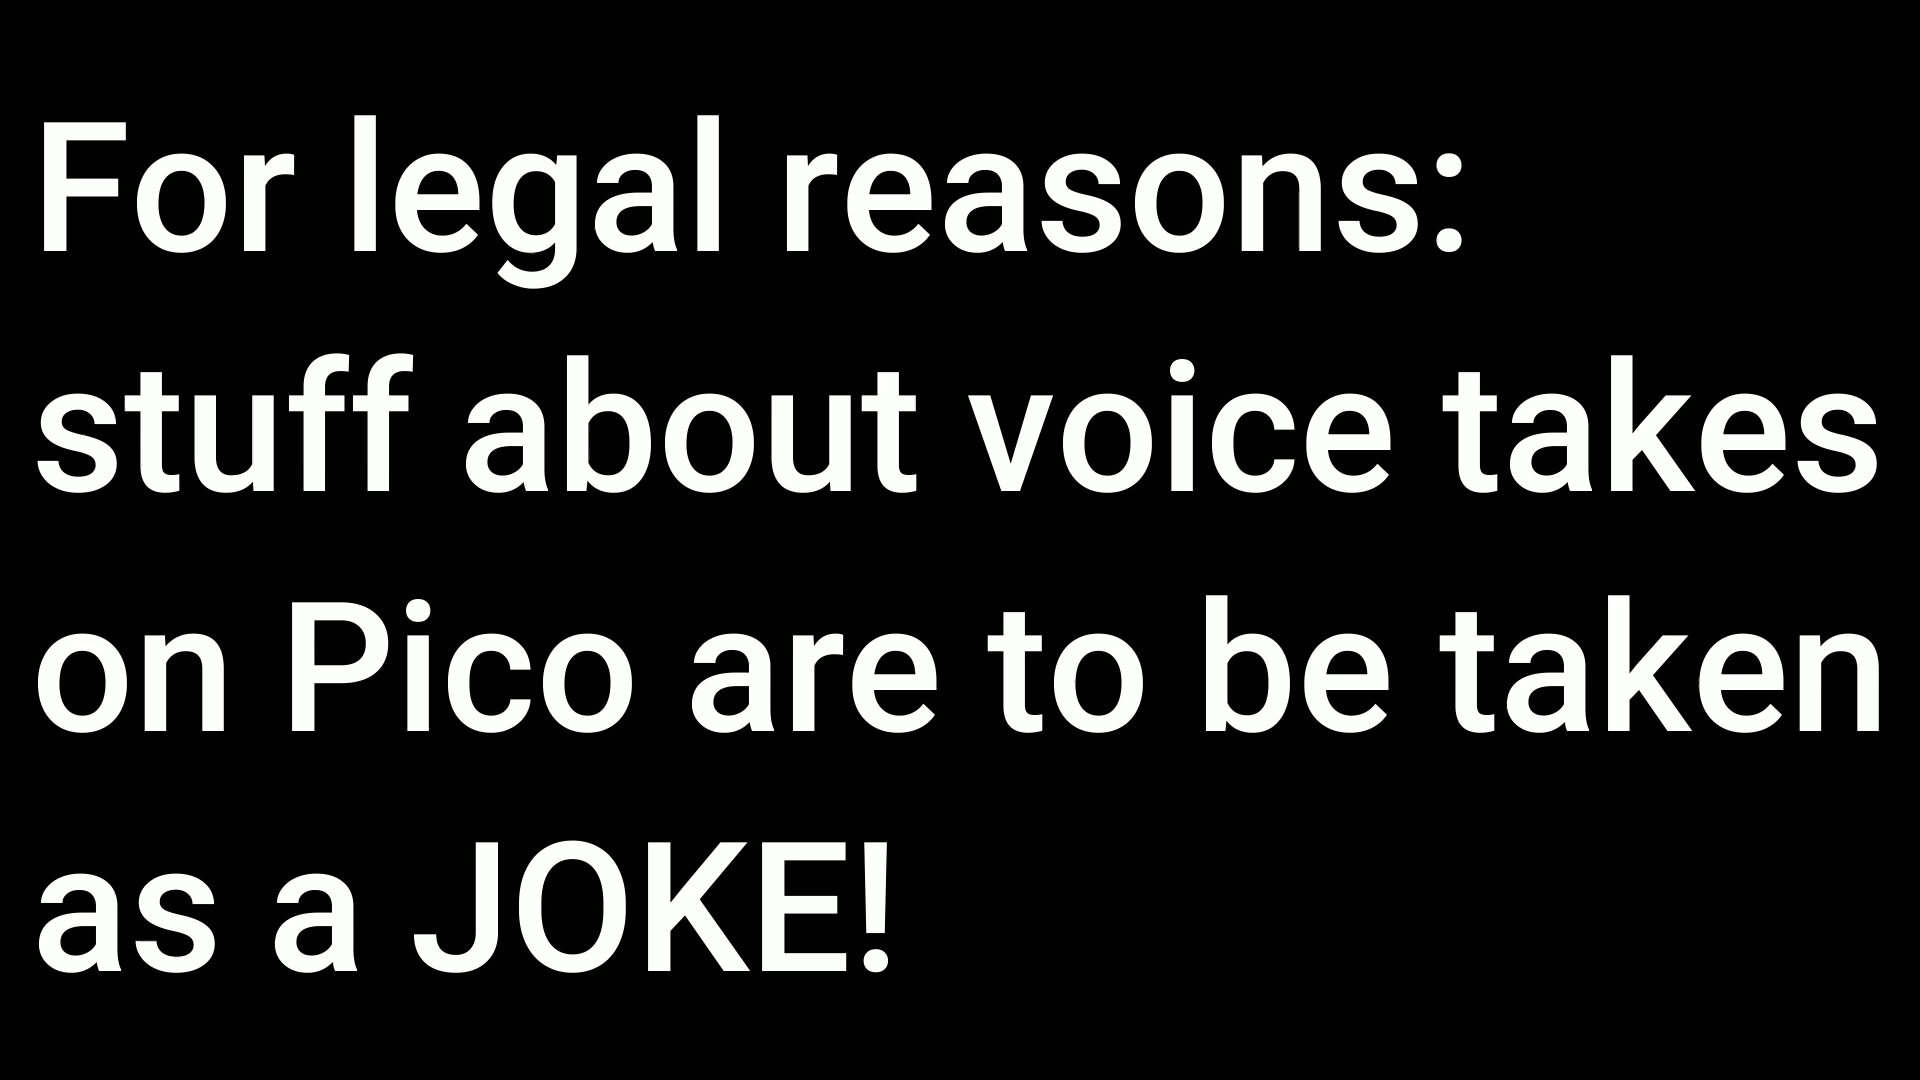 For legal reasons:
stuff about voice takes
on Pico are to be taken
as a JOKE!